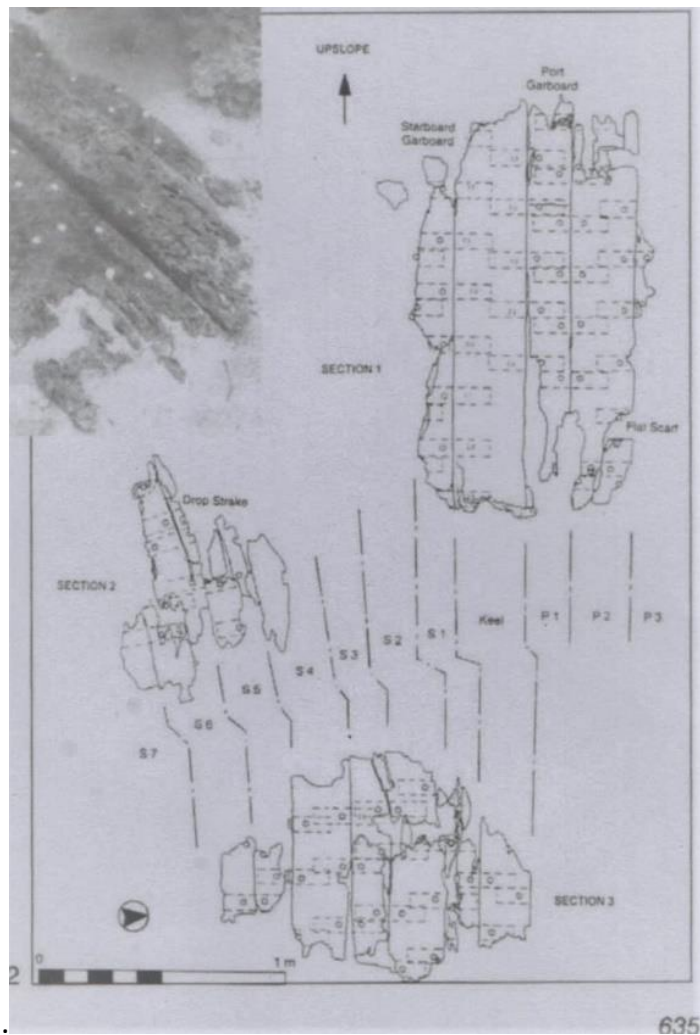 UPSLOPE
Port
Garboard
Starboard
Garboard
SECTION 1
Flat Scarf
Drop Strake
SECTION 2
Keel
P 1
P 2
P 3
S 1
S 2
S 3
S 4
S 5
S 6
S 7
SECTION 3
2
0
1 m
635
.